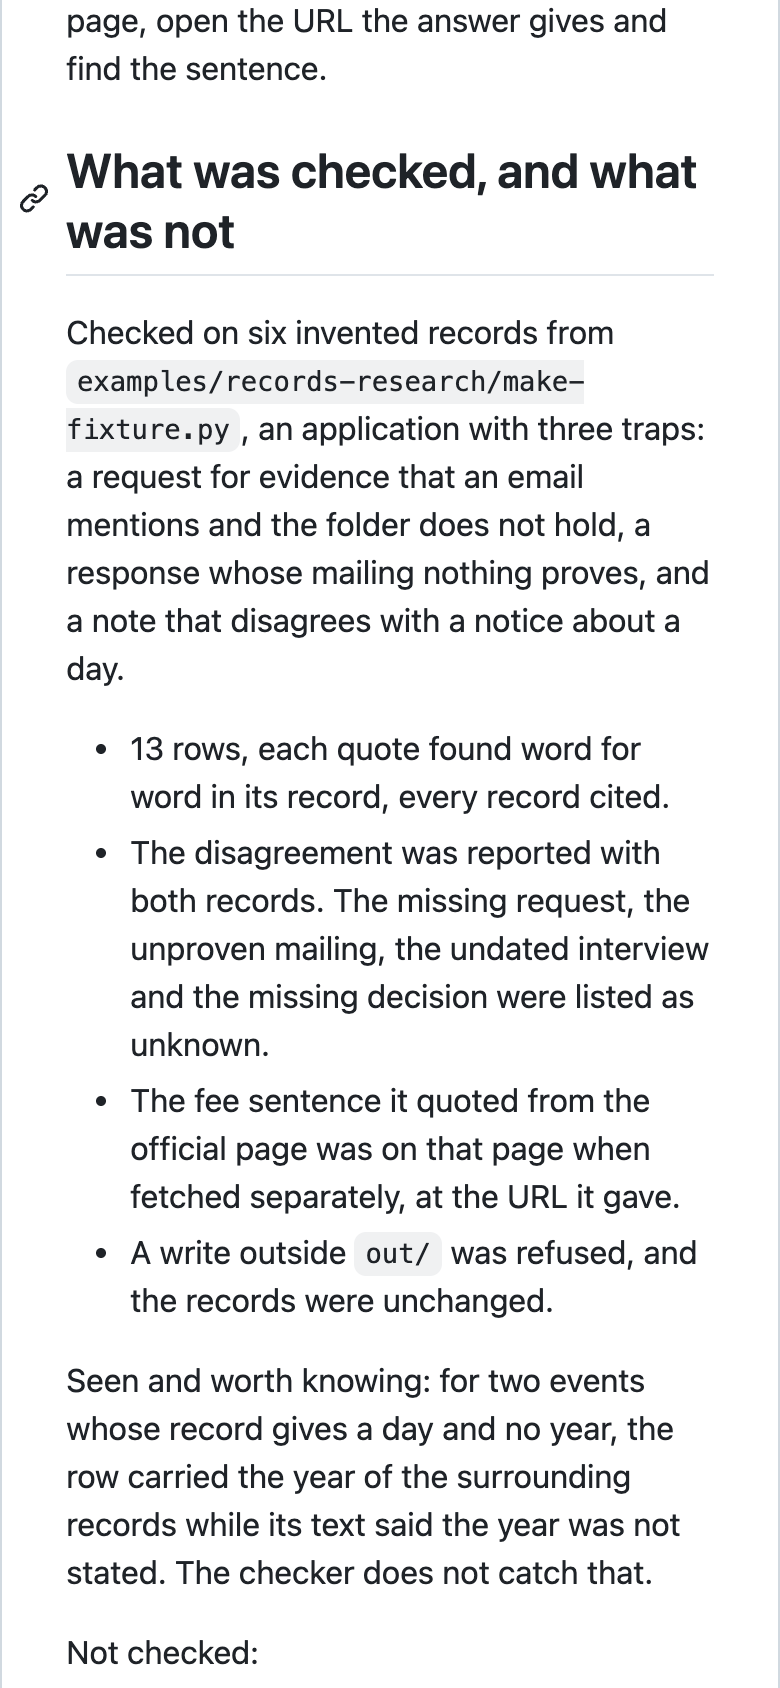 page, open the URL the answer gives and
find the sentence.
What was checked, and what
was not
Checked on six invented records from
examples/records-research/make-
fixture.py, an application with three traps:
a request for evidence that an email
mentions and the folder does not hold, a
response whose mailing nothing proves, and
a note that disagrees with a notice about a
day.
• 13 rows, each quote found word for
word in its record, every record cited.
• The disagreement was reported with
both records. The missing request, the
unproven mailing, the undated interview
and the missing decision were listed as
unknown.
• The fee sentence it quoted from the
official page was on that page when
fetched separately, at the URL it gave.
• A write outside out/ was refused, and
the records were unchanged.
Seen and worth knowing: for two events
whose record gives a day and no year, the
row carried the year of the surrounding
records while its text said the year was not
stated. The checker does not catch that.
Not checked: